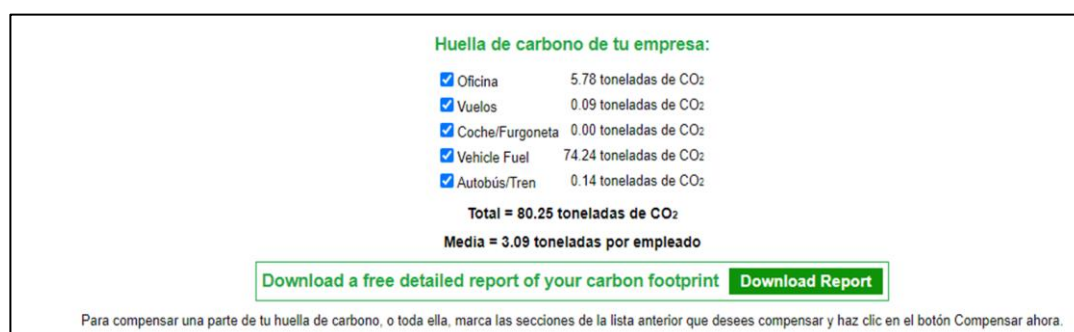 Huella de carbono de tu empresa:
Oficina 5.78 toneladas de CO2
Vuelos 0.09 toneladas de CO2
Coche/Furgoneta 0.00 toneladas de CO2
Vehicle Fuel 74.24 toneladas de CO2
Autobús/Tren 0.14 toneladas de CO2
Total = 80.25 toneladas de CO2
Media = 3.09 toneladas por empleado
Download a free detailed report of your carbon footprint Download Report
Para compensar una parte de tu huella de carbono, o toda ella, marca las secciones de la lista anterior que desees compensar y haz clic en el botón Compensar ahora.